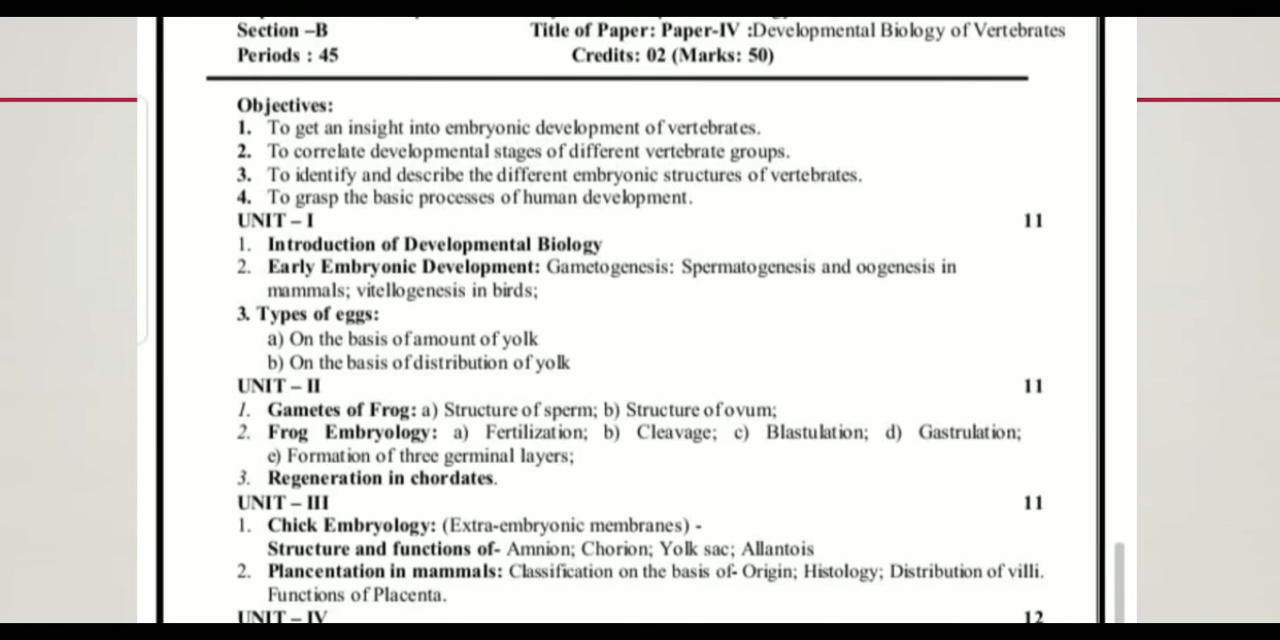 Section –B Title of Paper: Paper-IV :Developmental Biology of Vertebrates
Periods : 45 Credits: 02 (Marks: 50)
Objectives:
1. To get an insight into embryonic development of vertebrates.
2. To correlate developmental stages of different vertebrate groups.
3. To identify and describe the different embryonic structures of vertebrates.
4. To grasp the basic processes of human development.
UNIT – I 11
1. Introduction of Developmental Biology
2. Early Embryonic Development: Gametogenesis: Spermatogenesis and oogenesis in
mammals; vitellogenesis in birds;
3. Types of eggs:
a) On the basis of amount of yolk
b) On the basis of distribution of yolk
UNIT – II 11
1. Gametes of Frog: a) Structure of sperm; b) Structure of ovum;
2. Frog Embryology: a) Fertilization; b) Cleavage; c) Blastulation; d) Gastrulation;
e) Formation of three germinal layers;
3. Regeneration in chordates.
UNIT – III 11
1. Chick Embryology: (Extra-embryonic membranes) -
Structure and functions of- Amnion; Chorion; Yolk sac; Allantois
2. Plancentation in mammals: Classification on the basis of- Origin; Histology; Distribution of villi.
Functions of Placenta.
UNIT – IV 12